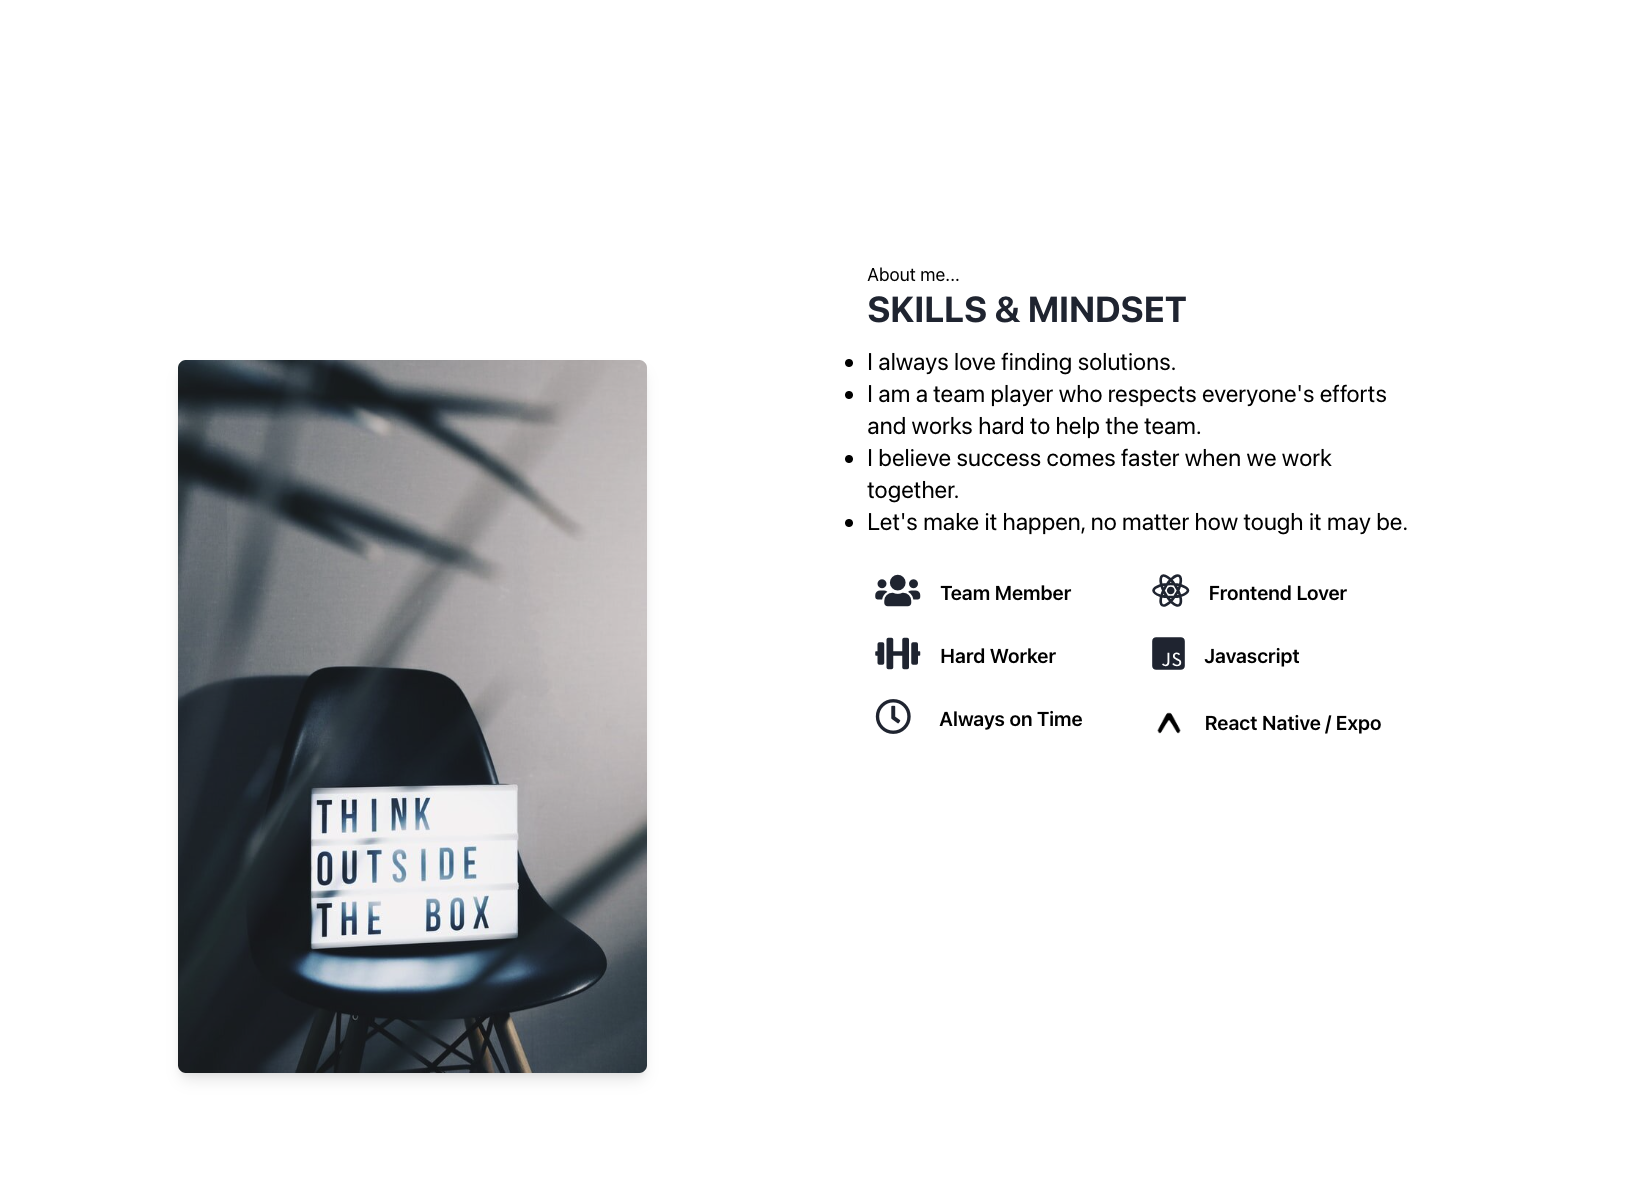 About me...
SKILLS & MINDSET
I always love finding solutions.
I am a team player who respects everyone's efforts
and works hard to help the team.
I believe success comes faster when we work
together.
Let's make it happen, no matter how tough it may be.
Team Member
Frontend Lover
Hard Worker
JS
Javascript
Always on Time
React Native / Expo
THINK
OUTSIDE
THE BOX